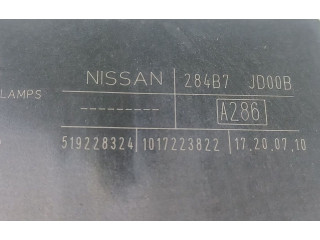 NISSAN 284B7 JD00B
LAMPS
--------- A286
519228324 1017223822 17,20,07,10